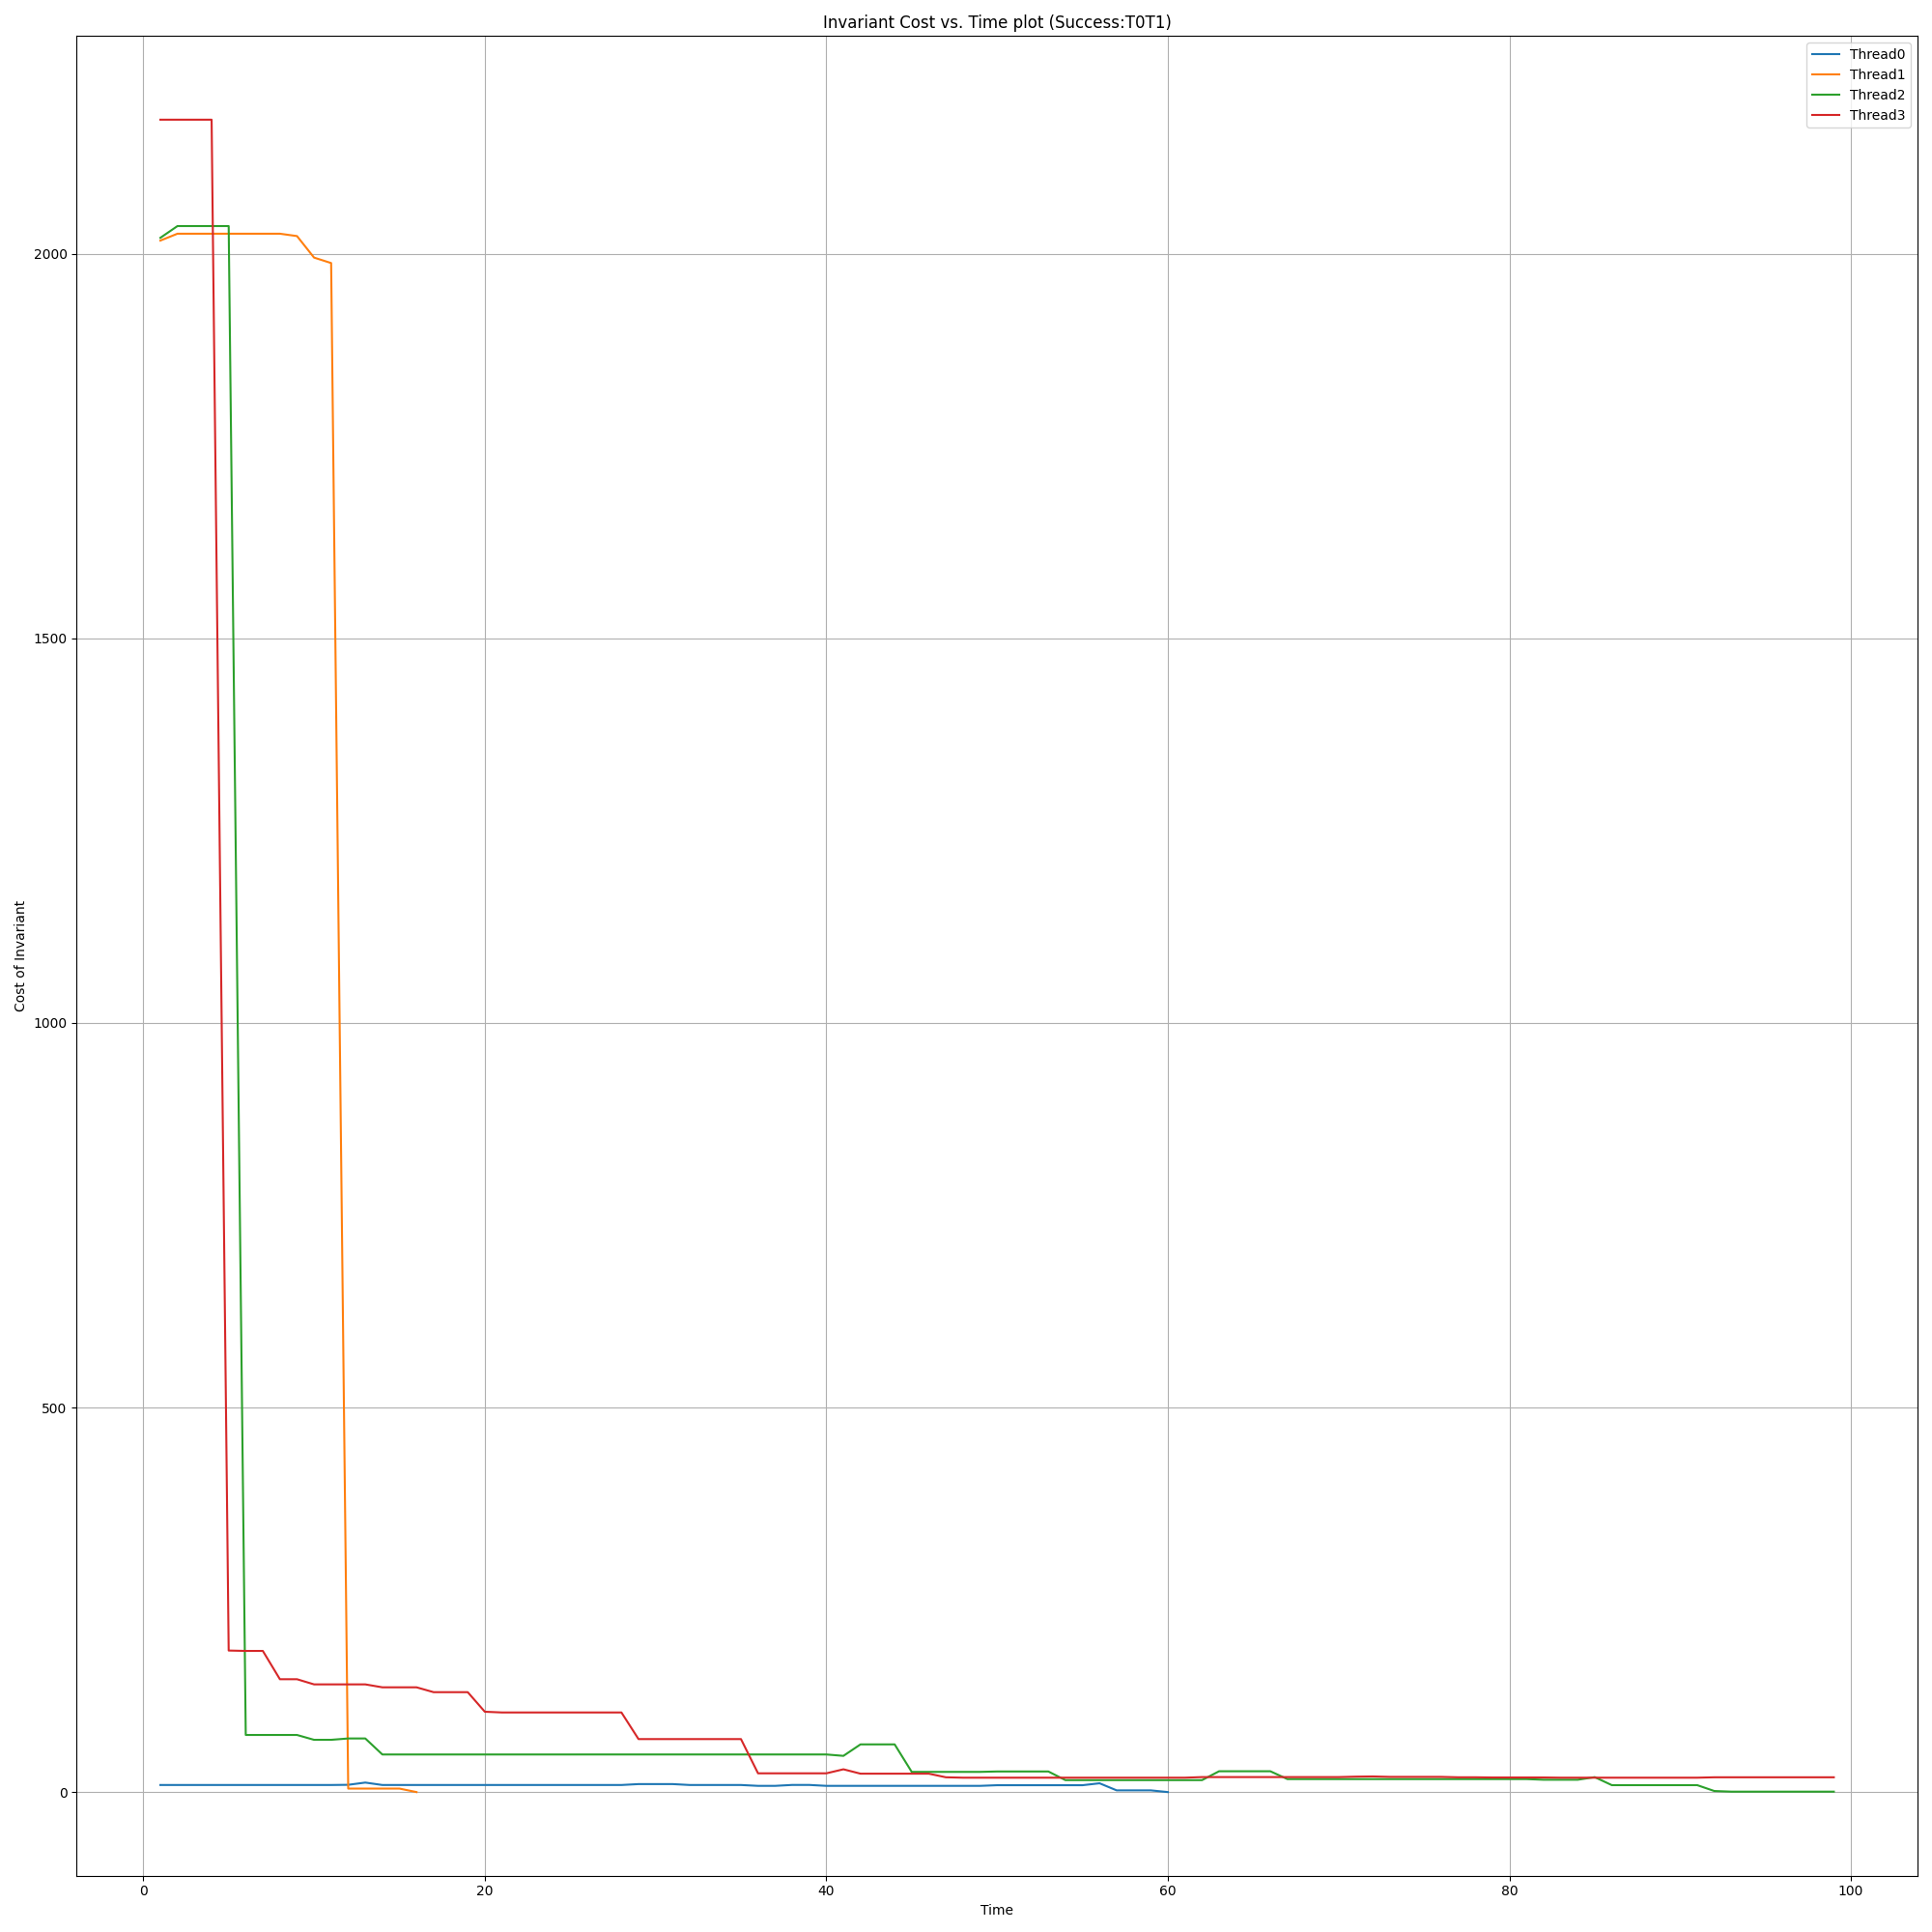 Invariant Cost vs. Time plot (Success:T0T1)
Thread0
Thread1
Thread2
Thread3
2000
1500
1000
500
0
Cost of Invariant
0 20 40 60 80 100
Time